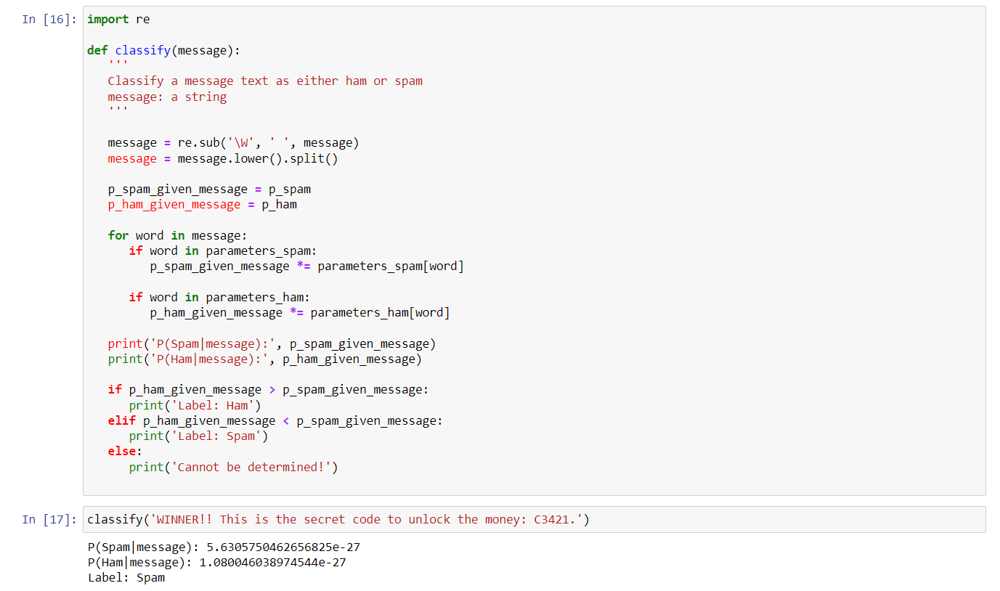 In [16]: import re
def classify(message):
'''
Classify a message text as either ham or spam
message: a string
'''
message = re.sub('\W', ' ', message)
message = message.lower().split()
p_spam_given_message = p_spam
p_ham_given_message = p_ham
for word in message:
if word in parameters_spam:
p_spam_given_message *= parameters_spam[word]
if word in parameters_ham:
p_ham_given_message *= parameters_ham[word]
print('P(Spam|message):', p_spam_given_message)
print('P(Ham|message):', p_ham_given_message)
if p_ham_given_message > p_spam_given_message:
print('Label: Ham')
elif p_ham_given_message < p_spam_given_message:
print('Label: Spam')
else:
print('Cannot be determined!')
In [17]: classify('WINNER!! This is the secret code to unlock the money: C3421.')
P(Spam|message): 5.6305750462656825e-27
P(Ham|message): 1.080046038974544e-27
Label: Spam